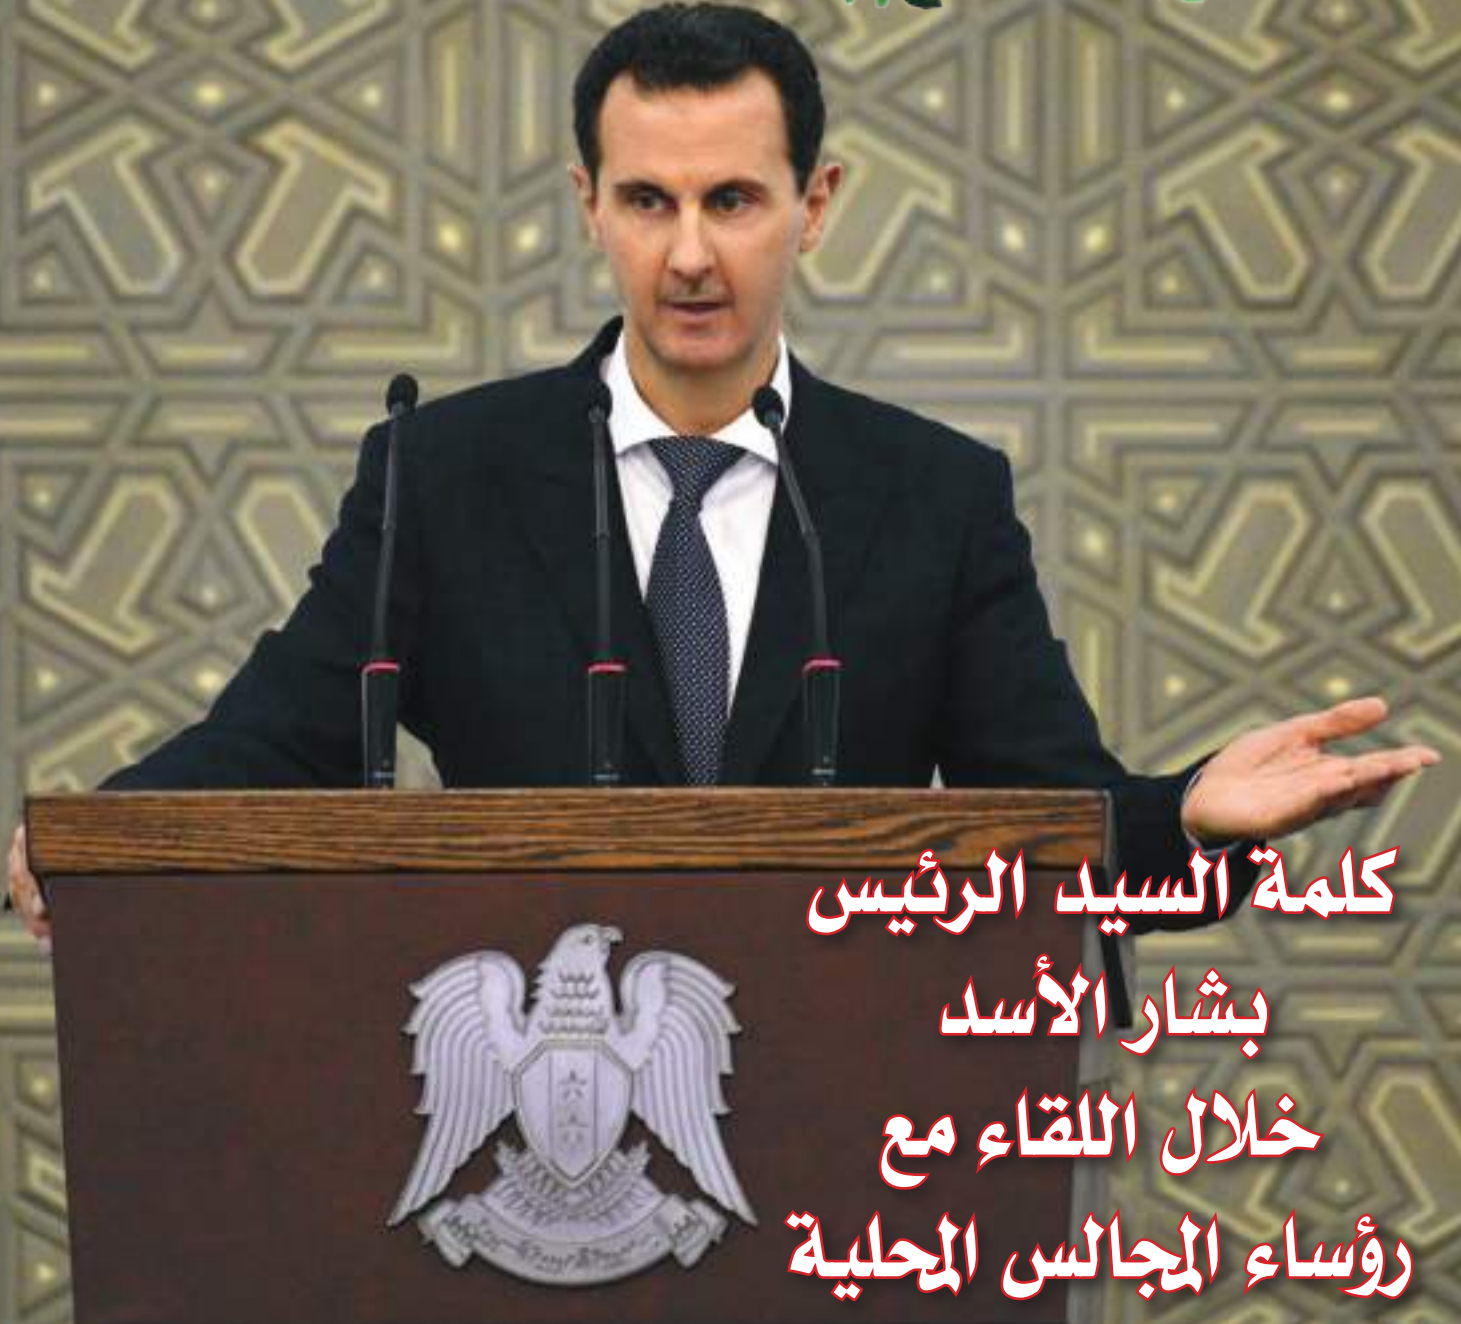 كلمة السيد الرئيس
بشار الأسد
خلال اللقاء مع
رؤساء المجالس المحلية